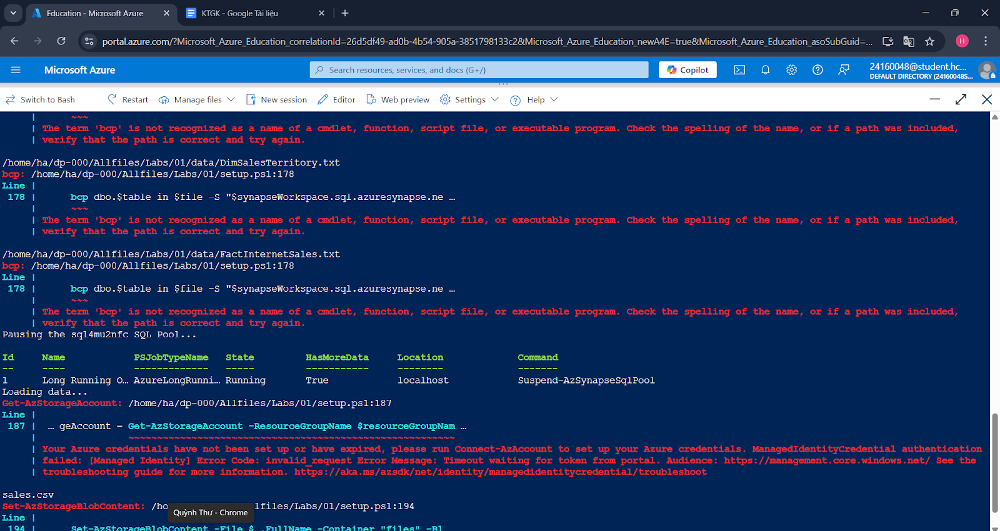 Education - Microsoft Azure
KTGK - Google Tài liệu
portal.azure.com/?Microsoft_Azure_Education_correlationId=26d5df49-ad0b-4b54-905a-3851798133c2&Microsoft_Azure_Education_newA4E=true&Microsoft_Azure_Education_asoSubGuid=...
H
Microsoft Azure
Search resources, services, and docs (G+/)
Copilot
24160048@student.hc...
DEFAULT DIRECTORY (24160048S...
Switch to Bash
Restart
Manage files
New session
Editor
Web preview
Settings
Help
| ~~~
| The term 'bcp' is not recognized as a name of a cmdlet, function, script file, or executable program. Check the spelling of the name, or if a path was included,
| verify that the path is correct and try again.
/home/ha/dp-000/Allfiles/Labs/01/data/DimSalesTerritory.txt
bcp: /home/ha/dp-000/Allfiles/Labs/01/setup.ps1:178
Line |
178 | bcp dbo.$table in $file -S "$synapseWorkspace.sql.azuresynapse.ne …
| ~~~
| The term 'bcp' is not recognized as a name of a cmdlet, function, script file, or executable program. Check the spelling of the name, or if a path was included,
| verify that the path is correct and try again.
/home/ha/dp-000/Allfiles/Labs/01/data/FactInternetSales.txt
bcp: /home/ha/dp-000/Allfiles/Labs/01/setup.ps1:178
Line |
178 | bcp dbo.$table in $file -S "$synapseWorkspace.sql.azuresynapse.ne …
| ~~~
| The term 'bcp' is not recognized as a name of a cmdlet, function, script file, or executable program. Check the spelling of the name, or if a path was included,
| verify that the path is correct and try again.
Pausing the sql4mu2nfc SQL Pool...
Id Name PSJobTypeName State HasMoreData Location Command
-- ---- ------------- ----- ----------- -------- -------
1 Long Running O… AzureLongRunni… Running True localhost Suspend-AzSynapseSqlPool
Loading data...
Get-AzStorageAccount: /home/ha/dp-000/Allfiles/Labs/01/setup.ps1:187
Line |
187 | … geAccount = Get-AzStorageAccount -ResourceGroupName $resourceGroupNam …
| ~~~~~~~~~~~~~~~~~~~~~~~~~~~~~~~~~~~~~~~~~~~~~~~~~~~~~~~~~
| Your Azure credentials have not been set up or have expired, please run Connect-AzAccount to set up your Azure credentials. ManagedIdentityCredential authentication
| failed: [Managed Identity] Error Code: invalid_request Error Message: Timeout waiting for token from portal. Audience: https://management.core.windows.net/ See the
| troubleshooting guide for more information. https://aka.ms/azsdk/net/identity/managedidentitycredential/troubleshoot
sales.csv
Set-AzStorageBlobContent: /ho lfiles/Labs/01/setup.ps1:194
Quỳnh Thư - Chrome
Line |
194 | Set-AzStorageBlobContent -File $_.FullName -Container "files" -Bl